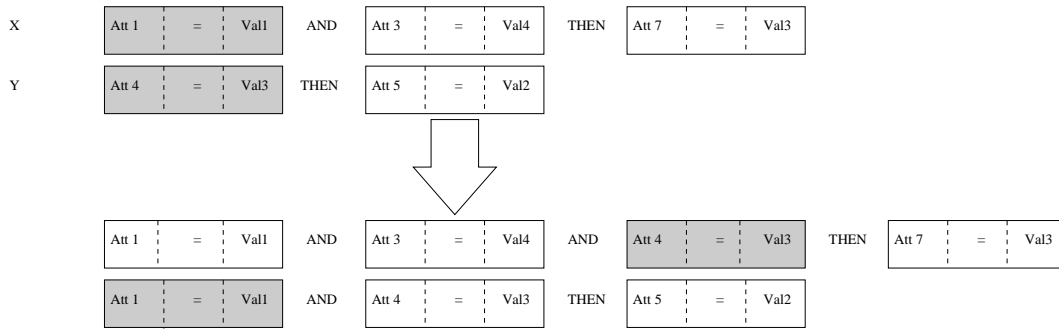 X Att 1 = Val1 AND Att 3 = Val4 THEN Att 7 = Val3
Y Att 4 = Val3 THEN Att 5 = Val2
Att 1 = Val1 AND Att 3 = Val4 AND Att 4 = Val3 THEN Att 7 = Val3
Att 1 = Val1 AND Att 4 = Val3 THEN Att 5 = Val2